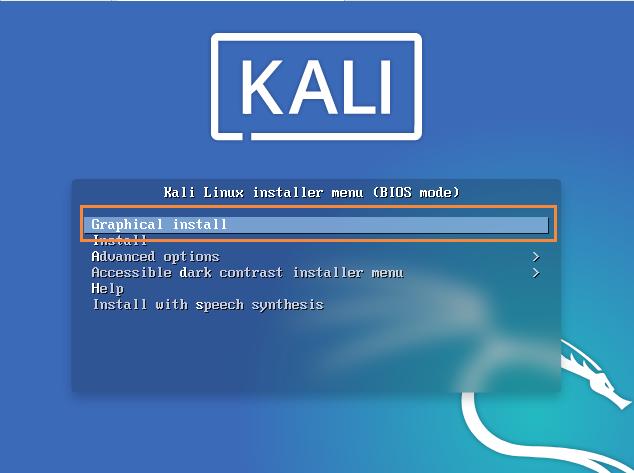 KALI
Kali Linux installer menu (BIOS mode)
Graphical install
Install
Advanced options >
Accessible dark contrast installer menu >
Help
Install with speech synthesis